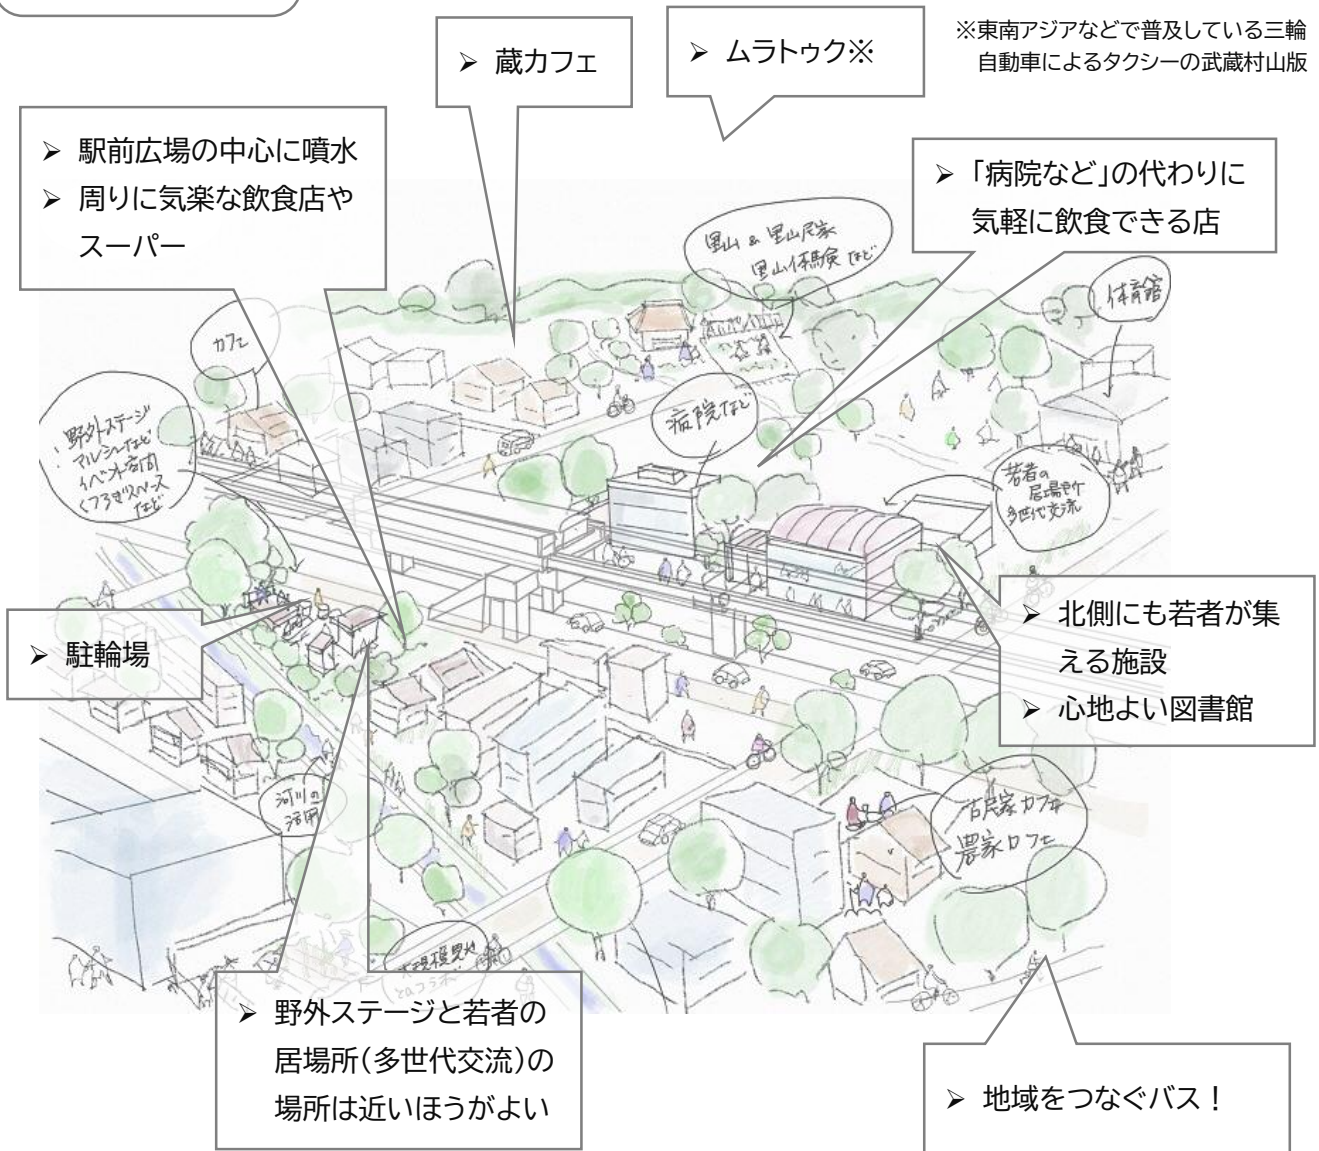 ➢ 蔵カフェ
➢ ムラトゥク※
※東南アジアなどで普及している三輪
自動車によるタクシーの武蔵村山版
➢ 駅前広場の中心に噴水
➢ 周りに気楽な飲食店や
スーパー
➢ 「病院など」の代わりに
気軽に飲食できる店
里山 & 里山民家
里山体験 など
体育館
カフェ
病院など
野外ステージ
マルシェなど
イベント空間
くつろぎスペース
など
若者の
居場所
多世代交流
➢ 駐輪場
➢ 北側にも若者が集
える施設
➢ 心地よい図書館
河川の
活用
古民家カフェ
農家カフェ
➢ 野外ステージと若者の
居場所(多世代交流)の
場所は近いほうがよい
➢ 地域をつなぐバス!